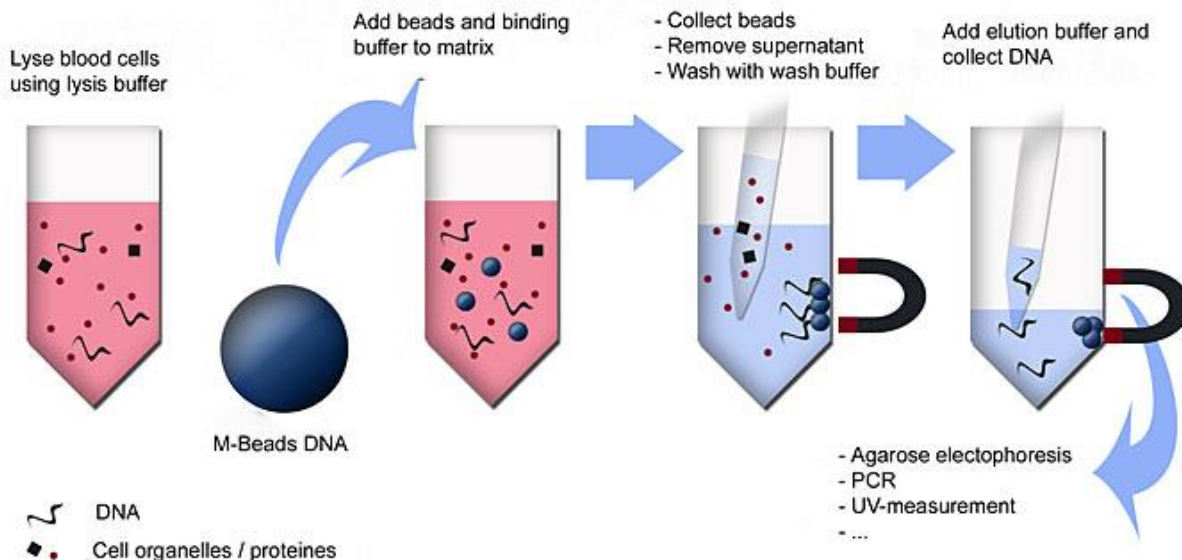 Lyse blood cells
using lysis buffer
Add beads and binding
buffer to matrix
- Collect beads
- Remove supernatant
- Wash with wash buffer
Add elution buffer and
collect DNA
M-Beads DNA
- Agarose electophoresis
- PCR
- UV-measurement
- ...
DNA
Cell organelles / proteines